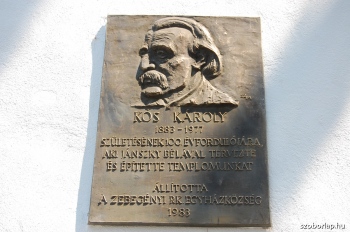 KÓS KÁROLY
1883-1977
SZÜLETÉSÉNEK 100. ÉVFORDULÓJÁRA,
AKI JÁNSZKY BÉLÁVAL TERVEZTE
ÉS ÉPÍTETTE TEMPLOMUNKAT
ÁLLÍTOTTA
A ZEBEGÉNYI RK. EGYHÁZKÖZSÉG
1983
szoborlap.hu